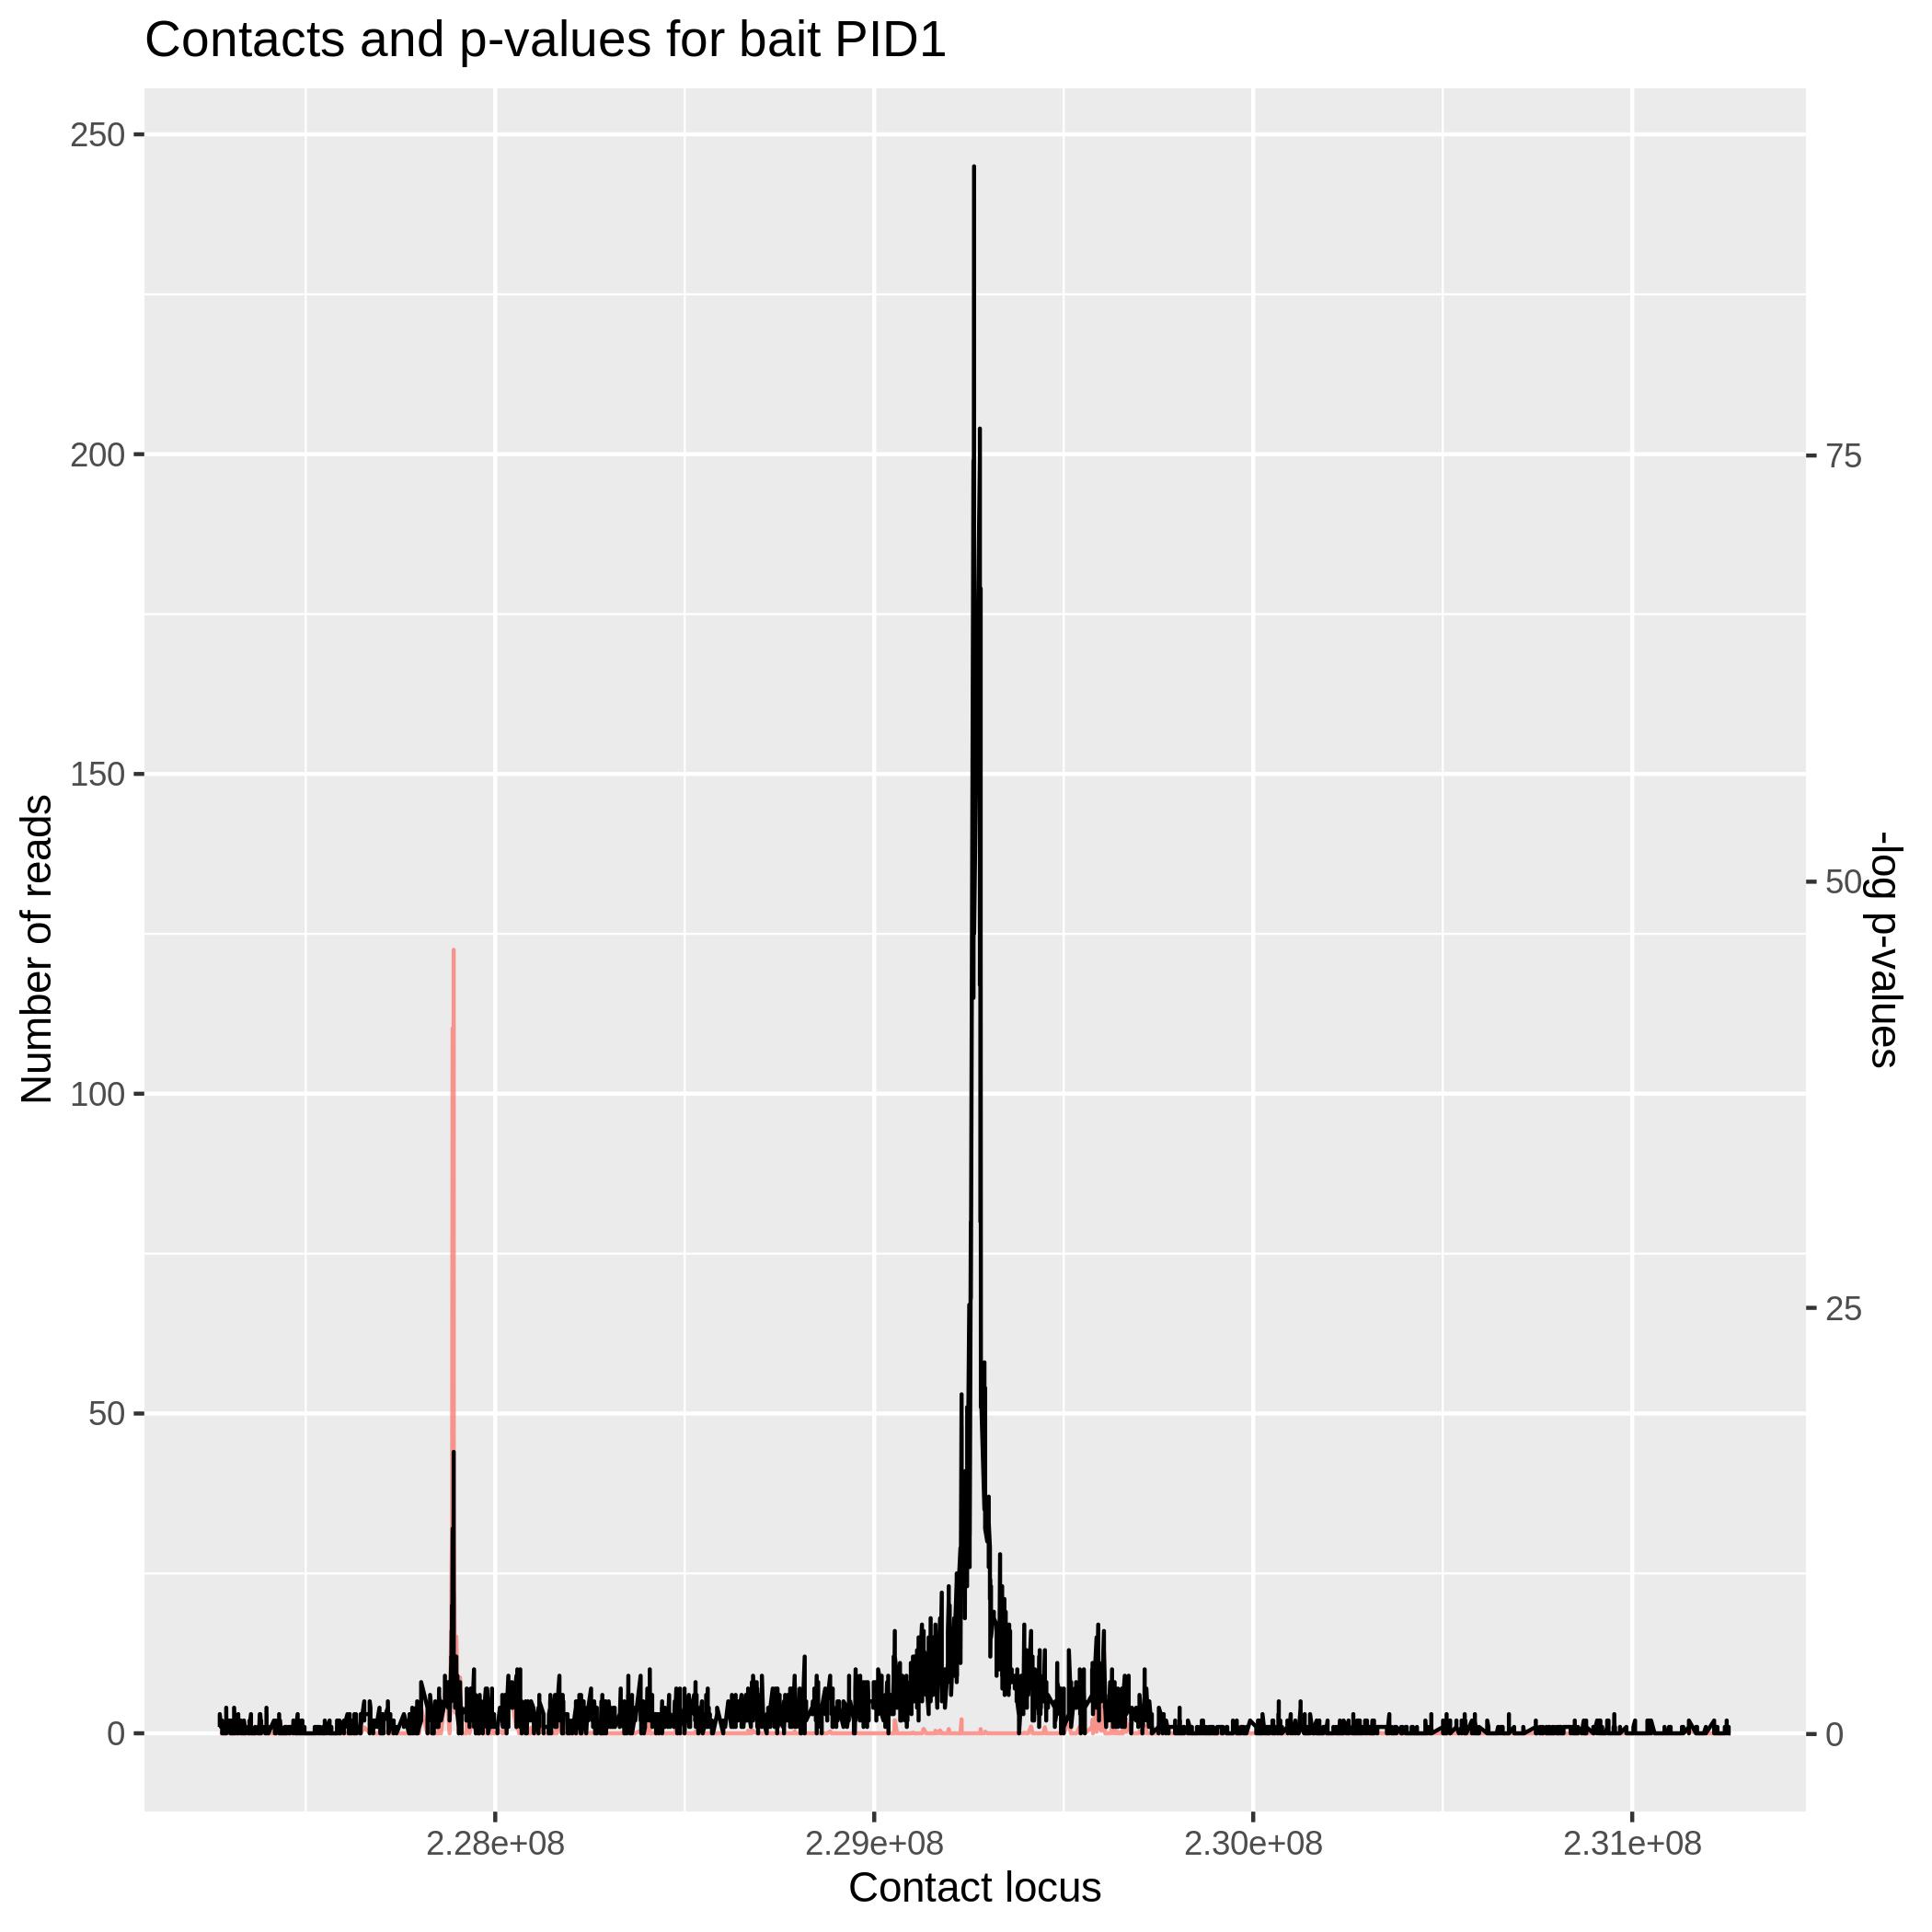 Contacts and p-values for bait PID1
250
200
150
100
50
0
Number of reads
75
50
25
0
-log p-values
2.28e+08
2.29e+08
2.30e+08
2.31e+08
Contact locus